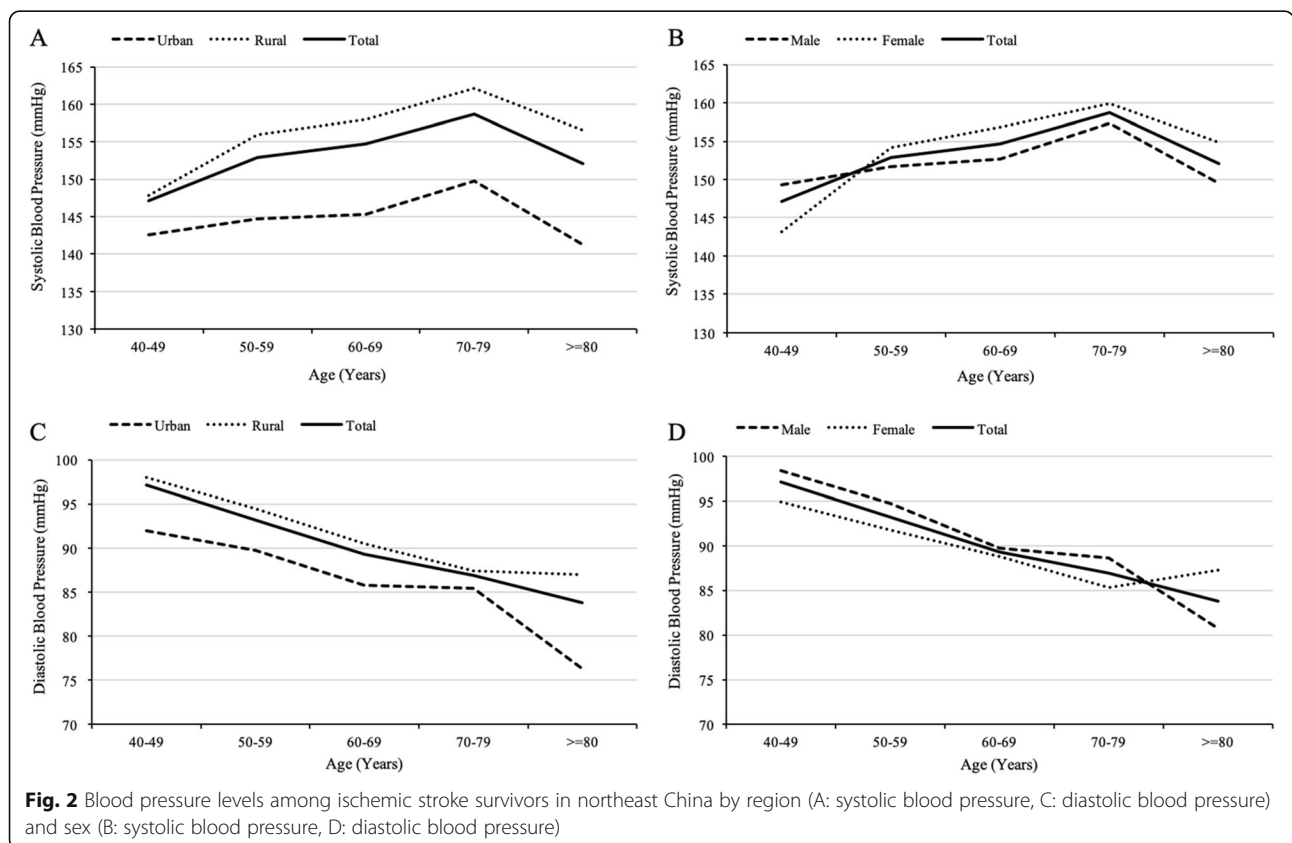 A
Urban Rural Total
Systolic Blood Pressure (mmHg)
165
160
155
150
145
140
135
130
40-49 50-59 60-69 70-79 >=80
Age (Years)
B
Male Female Total
Systolic Blood Pressure (mmHg)
165
160
155
150
145
140
135
130
40-49 50-59 60-69 70-79 >=80
Age (Years)
C
Urban Rural Total
Diastolic Blood Pressure (mmHg)
100
95
90
85
80
75
70
40-49 50-59 60-69 70-79 >=80
Age (Years)
D
Male Female Total
Diastolic Blood Pressure (mmHg)
100
95
90
85
80
75
70
40-49 50-59 60-69 70-79 >=80
Age (Years)
Fig. 2 Blood pressure levels among ischemic stroke survivors in northeast China by region (A: systolic blood pressure, C: diastolic blood pressure)
and sex (B: systolic blood pressure, D: diastolic blood pressure)